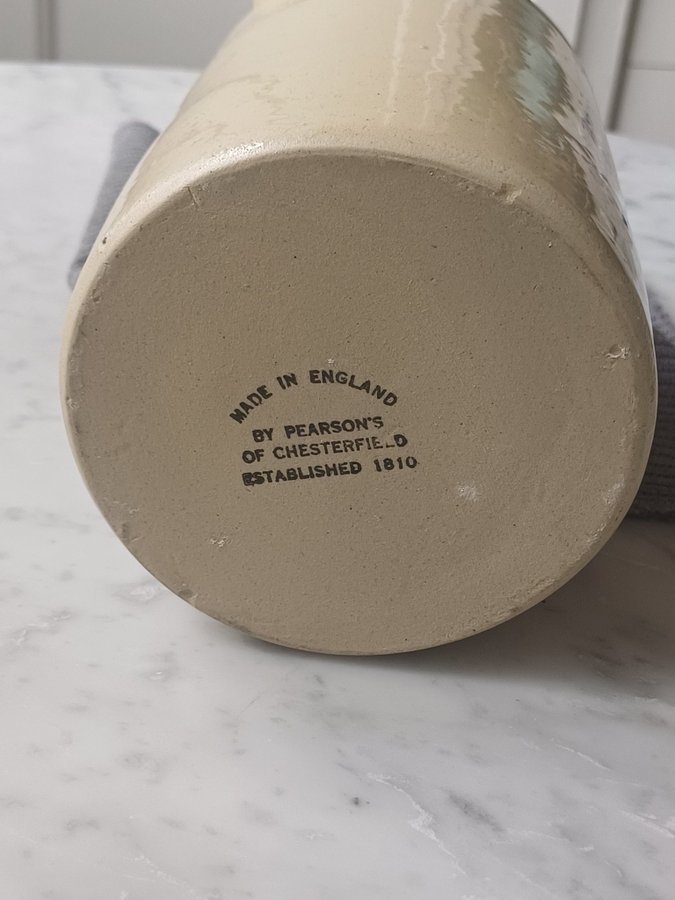 MADE IN ENGLAND
BY PEARSON'S
OF CHESTERFIELD
ESTABLISHED 1810